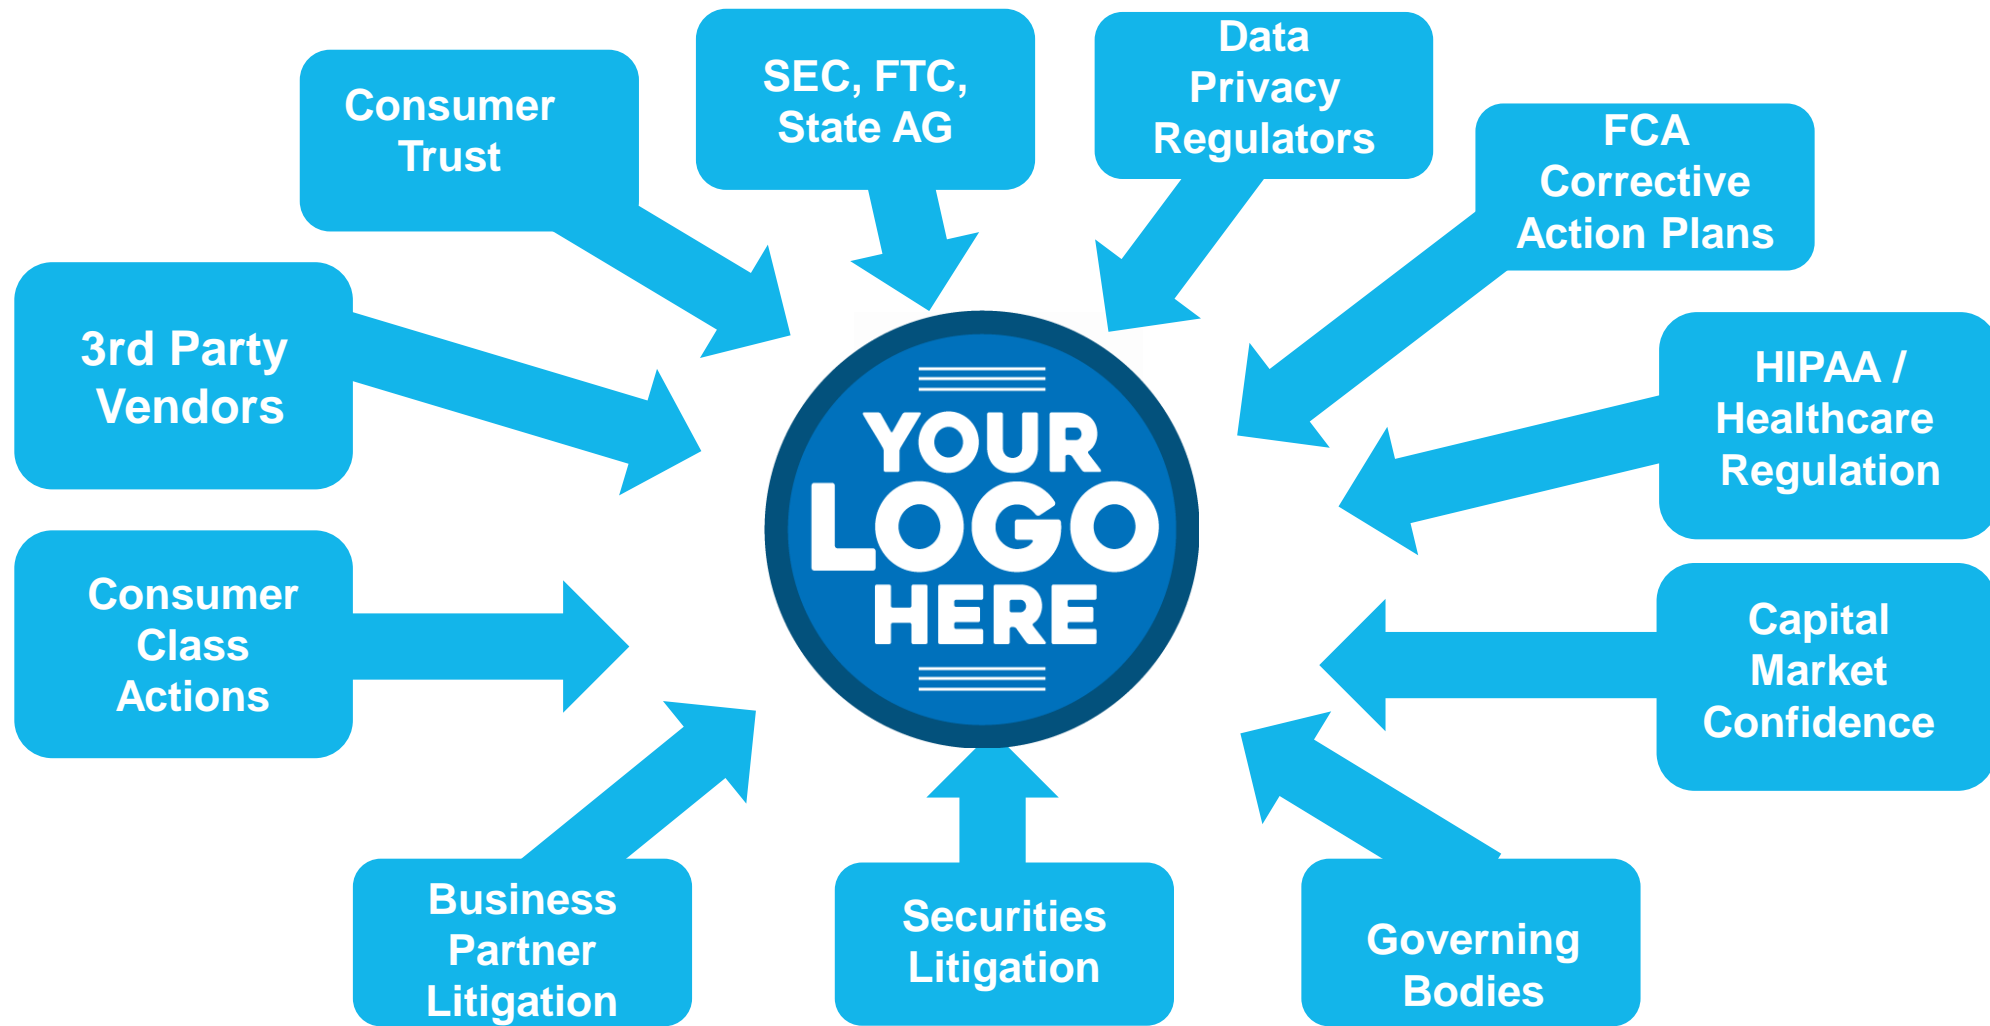 Consumer
Trust
SEC, FTC,
State AG
Data
Privacy
Regulators
FCA
Corrective
Action Plans
3rd Party
Vendors
HIPAA /
Healthcare
Regulation
YOUR
LOGO
HERE
Consumer
Class
Actions
Capital
Market
Confidence
Business
Partner
Litigation
Securities
Litigation
Governing
Bodies